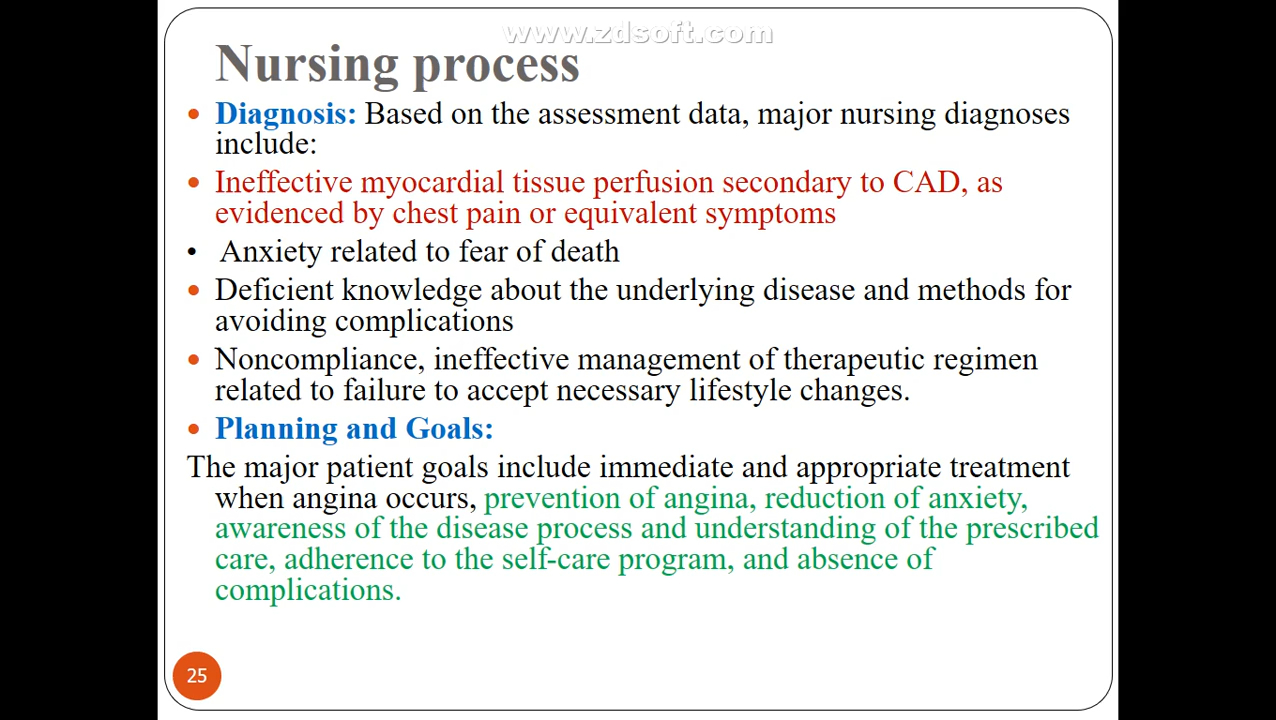 www.zdsoft.com
Nursing process
• Diagnosis: Based on the assessment data, major nursing diagnoses
include:
• Ineffective myocardial tissue perfusion secondary to CAD, as
evidenced by chest pain or equivalent symptoms
• Anxiety related to fear of death
• Deficient knowledge about the underlying disease and methods for
avoiding complications
• Noncompliance, ineffective management of therapeutic regimen
related to failure to accept necessary lifestyle changes.
• Planning and Goals:
The major patient goals include immediate and appropriate treatment
when angina occurs, prevention of angina, reduction of anxiety,
awareness of the disease process and understanding of the prescribed
care, adherence to the self-care program, and absence of
complications.
25